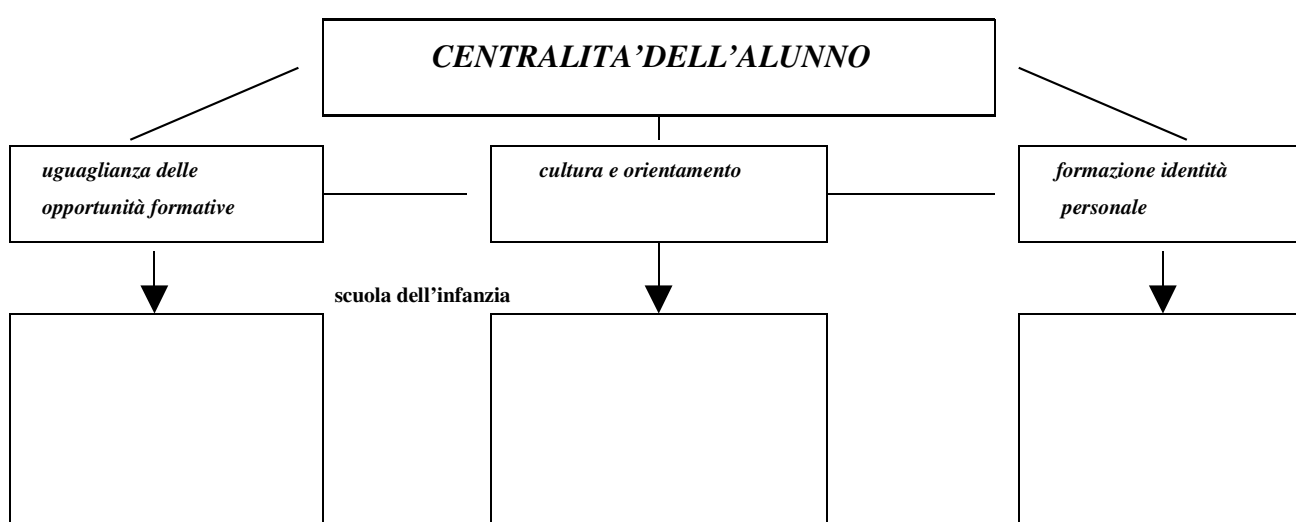 CENTRALITA’DELL’ALUNNO
uguaglianza delle
opportunità formative
cultura e orientamento
formazione identità
personale
scuola dell’infanzia